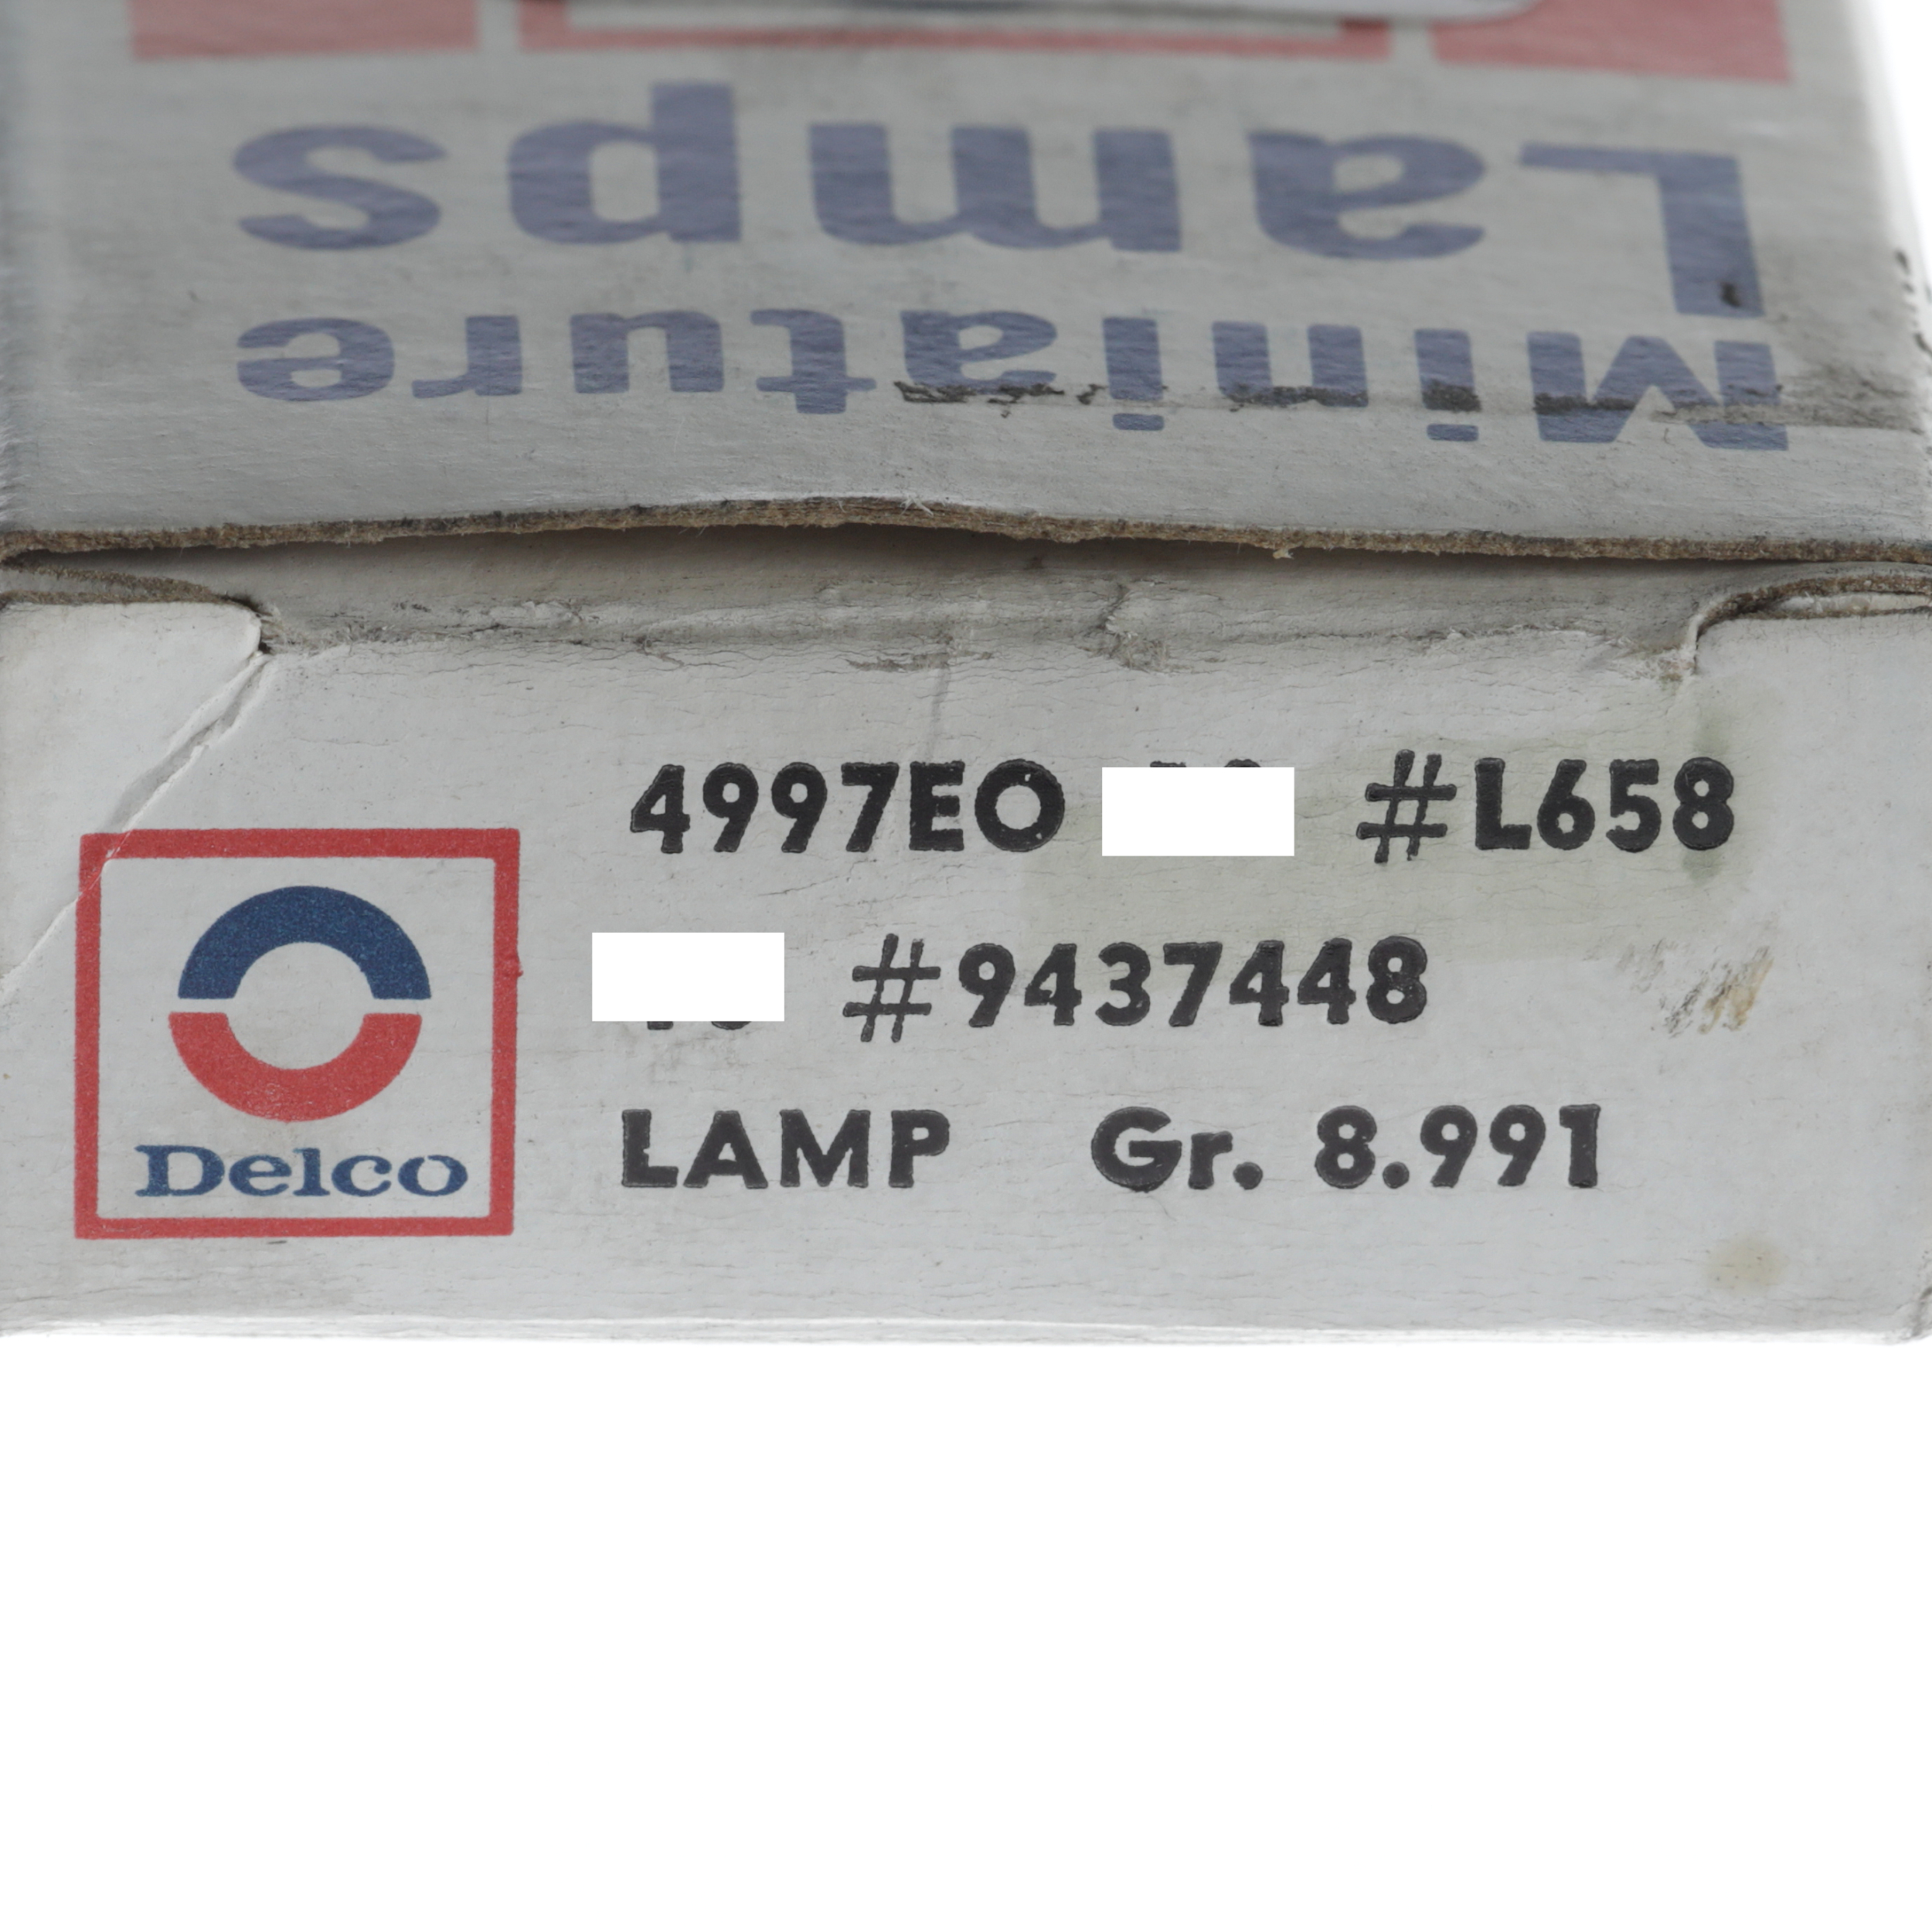 Miniature
Lamps
4997EO #L658
#9437448
LAMP Gr. 8.991
Delco